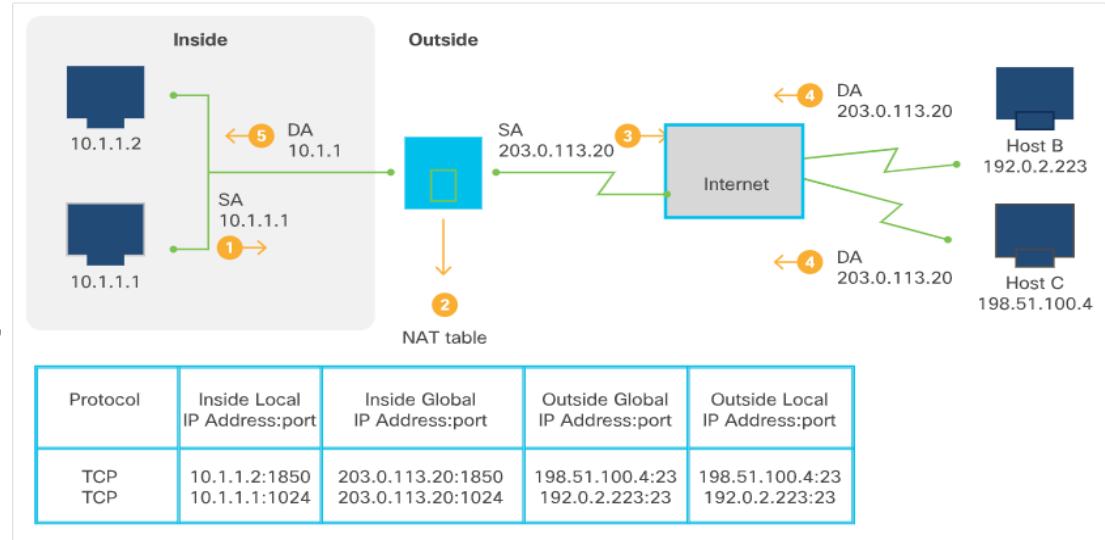 Inside
Outside
10.1.1.2
5
DA
10.1.1
SA
10.1.1.1
1
10.1.1.1
SA
203.0.113.20
3
2
NAT table
Internet
4
DA
203.0.113.20
Host B
192.0.2.223
4
DA
203.0.113.20
Host C
198.51.100.4
Protocol
Inside Local
IP Address:port
Inside Global
IP Address:port
Outside Global
IP Address:port
Outside Local
IP Address:port
TCP 10.1.1.2:1850 203.0.113.20:1850 198.51.100.4:23 198.51.100.4:23
TCP 10.1.1.1:1024 203.0.113.20:1024 192.0.2.223:23 192.0.2.223:23